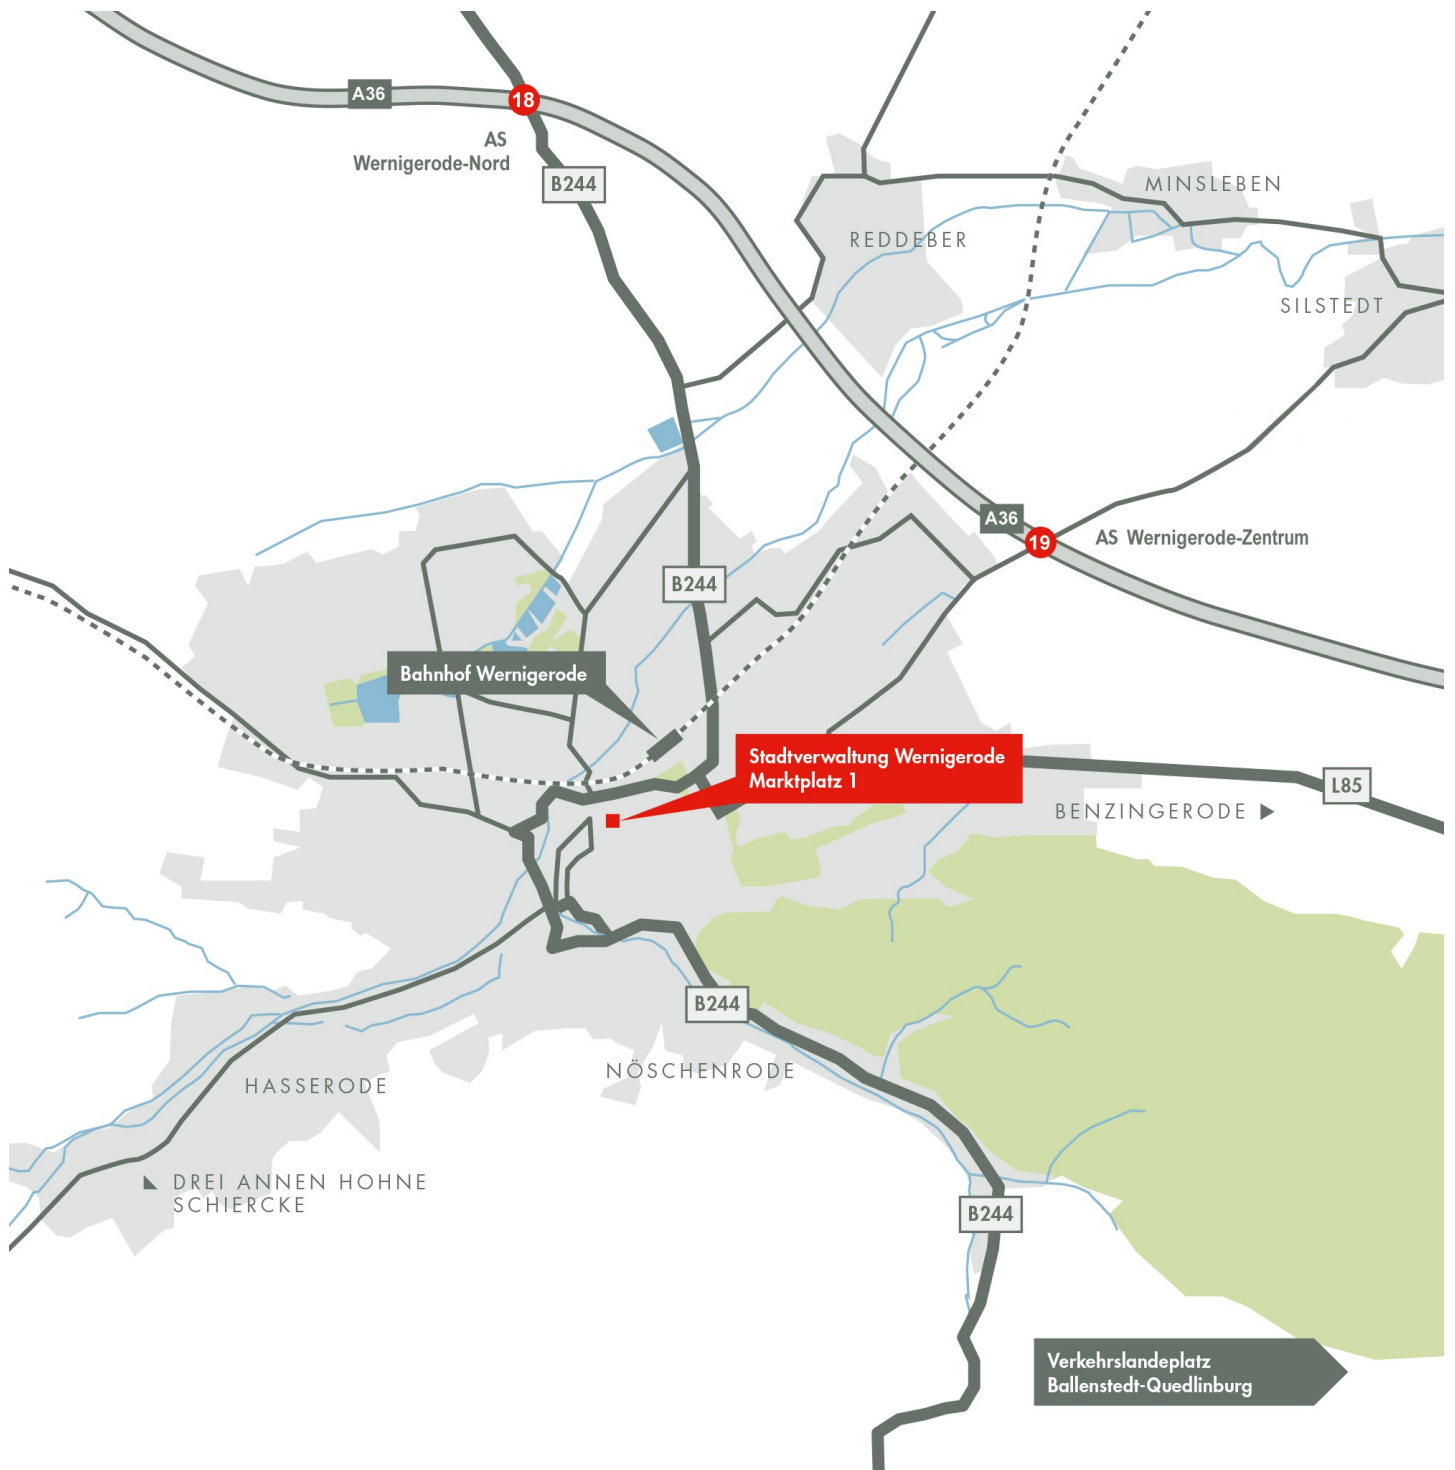 A36
18
AS
Wernigerode-Nord
B244
MINSLEBEN
REDDEBER
SILSTEDT
A36
19
AS Wernigerode-Zentrum
B244
Bahnhof Wernigerode
Stadtverwaltung Wernigerode
Marktplatz 1
L85
BENZINGERODE
B244
NÖSCHENRODE
HASSERODE
DREI ANNEN HOHNE
SCHIERCKE
B244
Verkehrslandeplatz
Ballenstedt-Quedlinburg